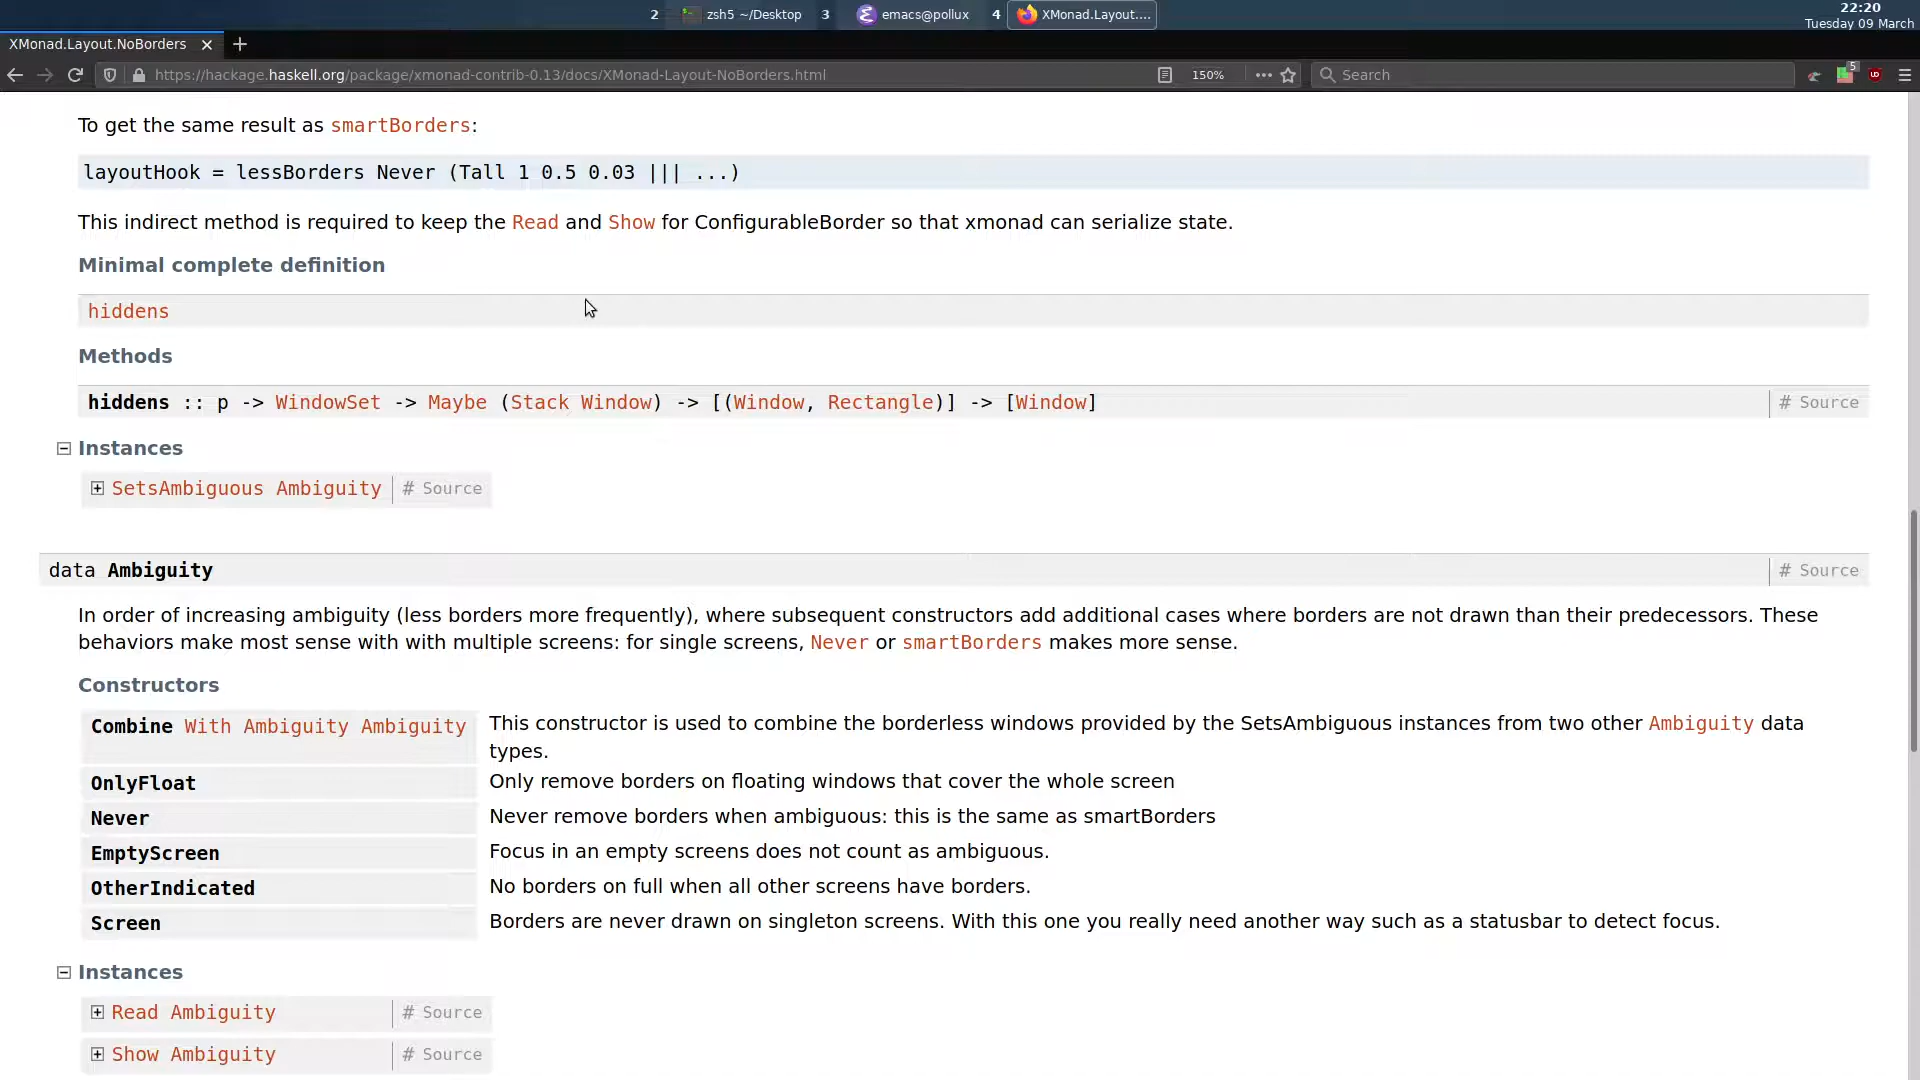 2 zsh5 ~/Desktop 3 emacs@pollux 4 XMonad.Layout.... 22:20
Tuesday 09 March
XMonad.Layout.NoBorders
https://hackage.haskell.org/package/xmonad-contrib-0.13/docs/XMonad-Layout-NoBorders.html 150% Search 5
To get the same result as smartBorders:
layoutHook = lessBorders Never (Tall 1 0.5 0.03 ||| ...)
This indirect method is required to keep the Read and Show for ConfigurableBorder so that xmonad can serialize state.
Minimal complete definition
hiddens
Methods
hiddens :: p -> WindowSet -> Maybe (Stack Window) -> [(Window, Rectangle)] -> [Window] # Source
Instances
SetsAmbiguous Ambiguity # Source
data Ambiguity # Source
In order of increasing ambiguity (less borders more frequently), where subsequent constructors add additional cases where borders are not drawn than their predecessors. These
behaviors make most sense with with multiple screens: for single screens, Never or smartBorders makes more sense.
Constructors
Combine With Ambiguity Ambiguity This constructor is used to combine the borderless windows provided by the SetsAmbiguous instances from two other Ambiguity data
types.
OnlyFloat Only remove borders on floating windows that cover the whole screen
Never Never remove borders when ambiguous: this is the same as smartBorders
EmptyScreen Focus in an empty screens does not count as ambiguous.
OtherIndicated No borders on full when all other screens have borders.
Screen Borders are never drawn on singleton screens. With this one you really need another way such as a statusbar to detect focus.
Instances
Read Ambiguity # Source
Show Ambiguity # Source